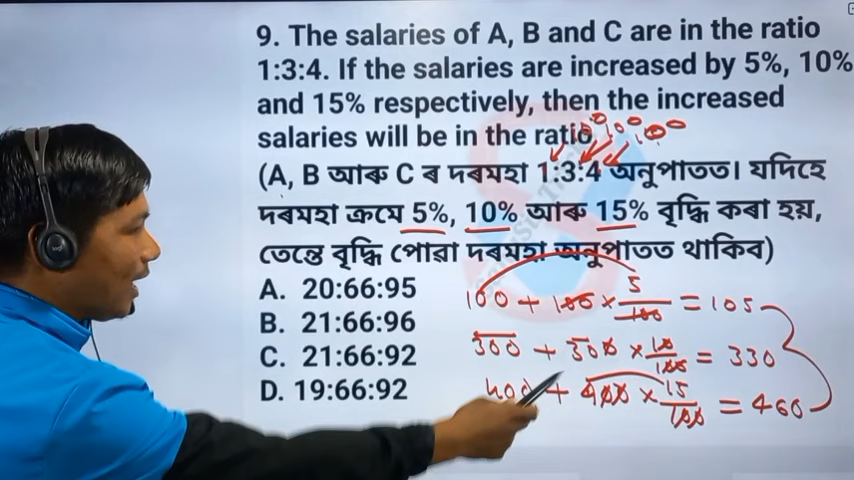 9. The salaries of A, B and C are in the ratio
1:3:4. If the salaries are increased by 5%, 10%
and 15% respectively, then the increased
salaries will be in the ratio
(A, B আৰু C ৰ দৰমহা 1:3:4 অনুপাতত। যদিহে
দৰমহা ক্ৰমে 5%, 10% আৰু 15% বৃদ্ধি কৰা হয়,
তেন্তে বৃদ্ধি পোৱা দৰমহা অনুপাতত থাকিব)
A. 20:66:95
B. 21:66:96
C. 21:66:92
D. 19:66:92
100 + 100 × 5/100 = 105
300 + 300 × 10/100 = 330
400 + 400 × 15/100 = 460